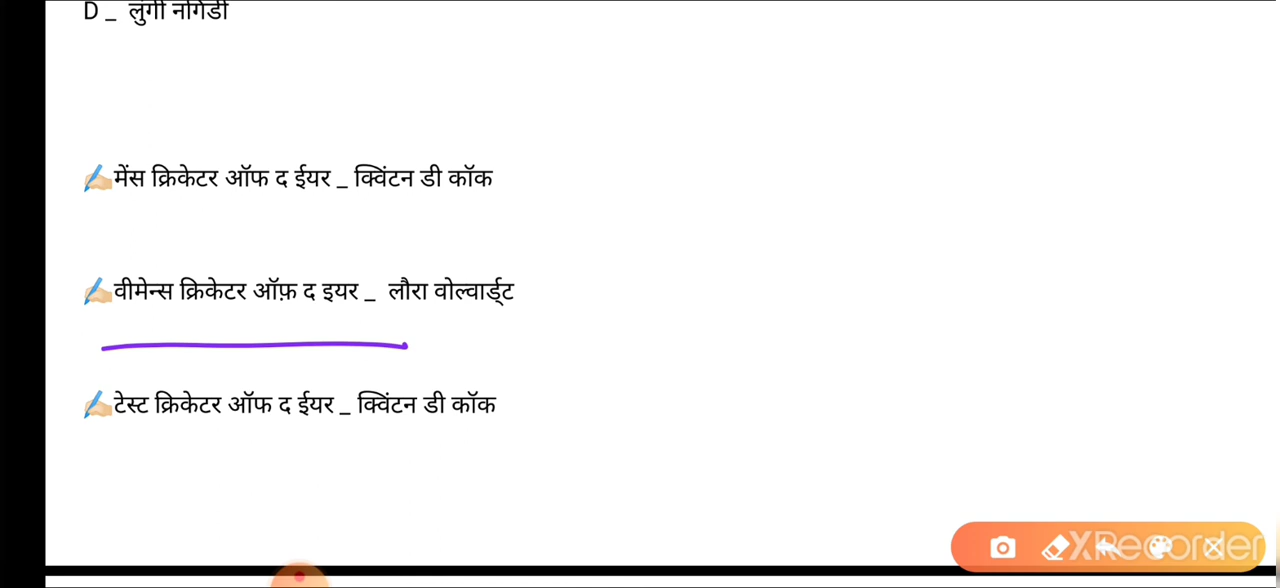 D _ लुंगी नगिडी
✍🏻मेंस क्रिकेटर ऑफ द ईयर _ क्विंटन डी कॉक
✍🏻वीमेन्स क्रिकेटर ऑफ़ द इयर _ लौरा वोल्वार्ड्ट
✍🏻टेस्ट क्रिकेटर ऑफ द ईयर _ क्विंटन डी कॉक
XRecorder